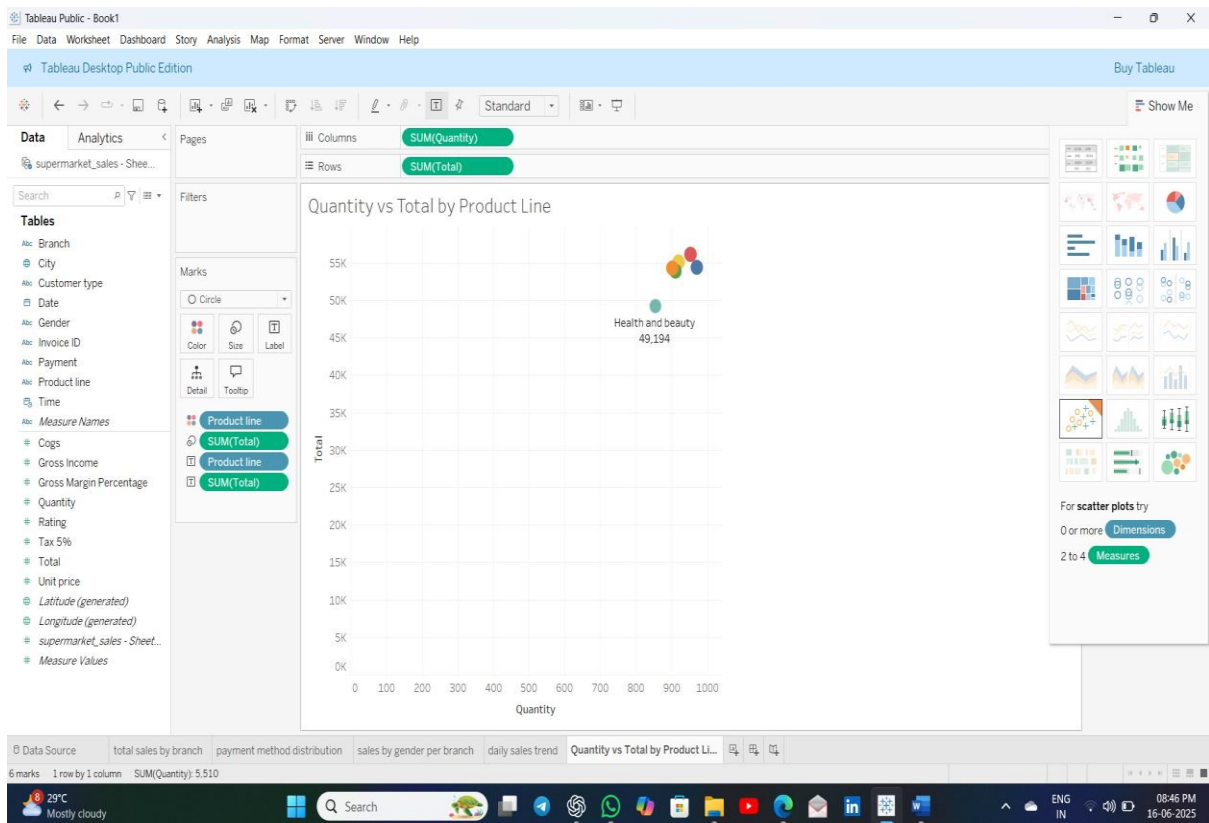 Tableau Public - Book1
File Data Worksheet Dashboard Story Analysis Map Format Server Window Help
Tableau Desktop Public Edition
Buy Tableau
Standard
Show Me
Data
Analytics
Pages
Columns
SUM(Quantity)
supermarket_sales - Shee...
Rows
SUM(Total)
Search
Filters
Tables
Abc Branch
City
Abc Customer type
Date
Abc Gender
Abc Invoice ID
Abc Payment
Abc Product line
Time
Abc Measure Names
# Cogs
# Gross Income
# Gross Margin Percentage
# Quantity
# Rating
# Tax 5%
# Total
# Unit price
Latitude (generated)
Longitude (generated)
# supermarket_sales - Sheet...
# Measure Values
Marks
Circle
Color Size Label
Detail Tooltip
Product line
SUM(Total)
Product line
SUM(Total)
Quantity vs Total by Product Line
55K
50K
45K
40K
35K
30K
25K
20K
15K
10K
5K
0K
Total
Health and beauty
49,194
0 100 200 300 400 500 600 700 800 900 1000
Quantity
For scatter plots try
0 or more Dimensions
2 to 4 Measures
Data Source total sales by branch payment method distribution sales by gender per branch daily sales trend Quantity vs Total by Product Li...
6 marks 1 row by 1 column SUM(Quantity): 5,510
8
29°C
Mostly cloudy
Search
ENG
IN
08:46 PM
16-06-2025